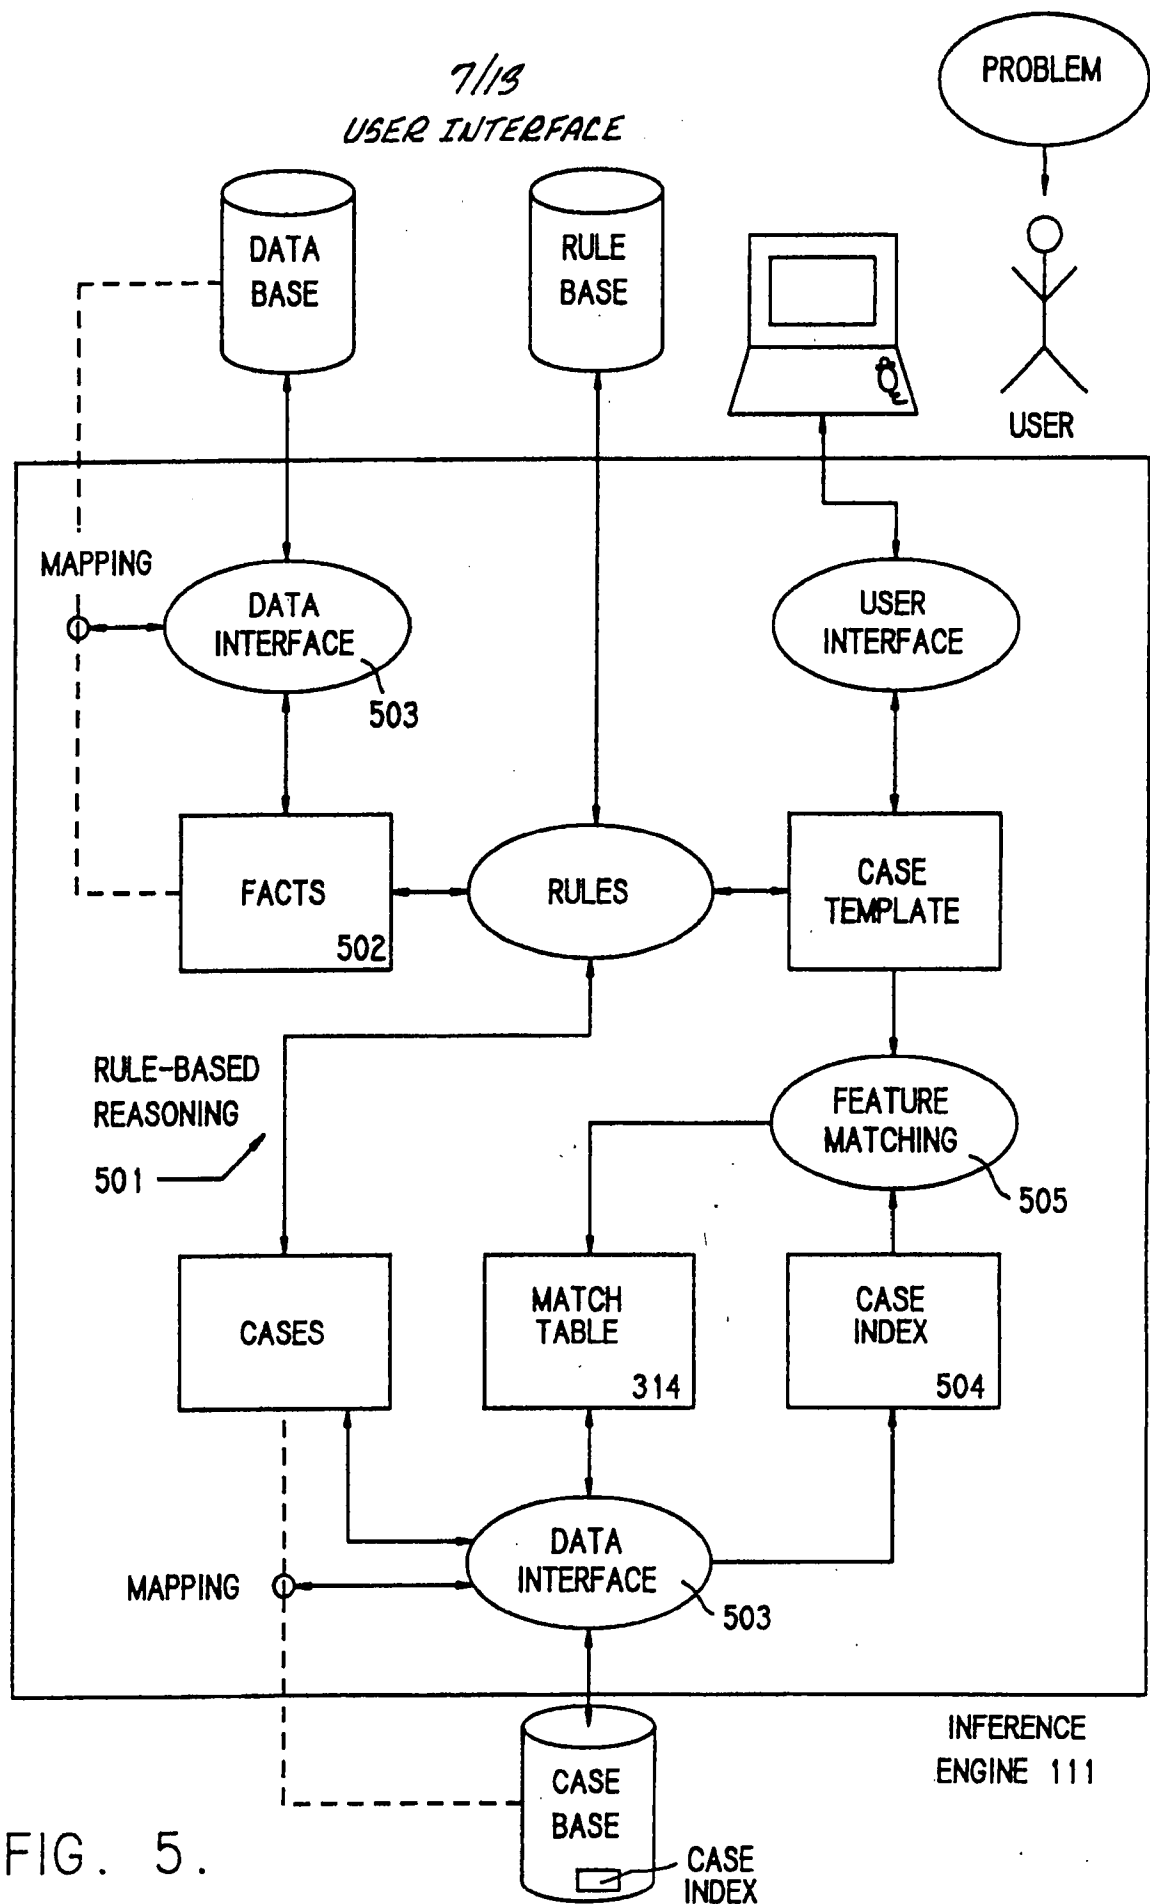 7/13
USER INTERFACE
PROBLEM
DATA
BASE
RULE
BASE
USER
MAPPING
DATA
INTERFACE
503
USER
INTERFACE
FACTS
502
RULES
CASE
TEMPLATE
RULE-BASED
REASONING
501
FEATURE
MATCHING
505
CASES
MATCH
TABLE
314
CASE
INDEX
504
MAPPING
DATA
INTERFACE
503
INFERENCE
ENGINE 111
CASE
BASE
CASE
INDEX
FIG. 5.